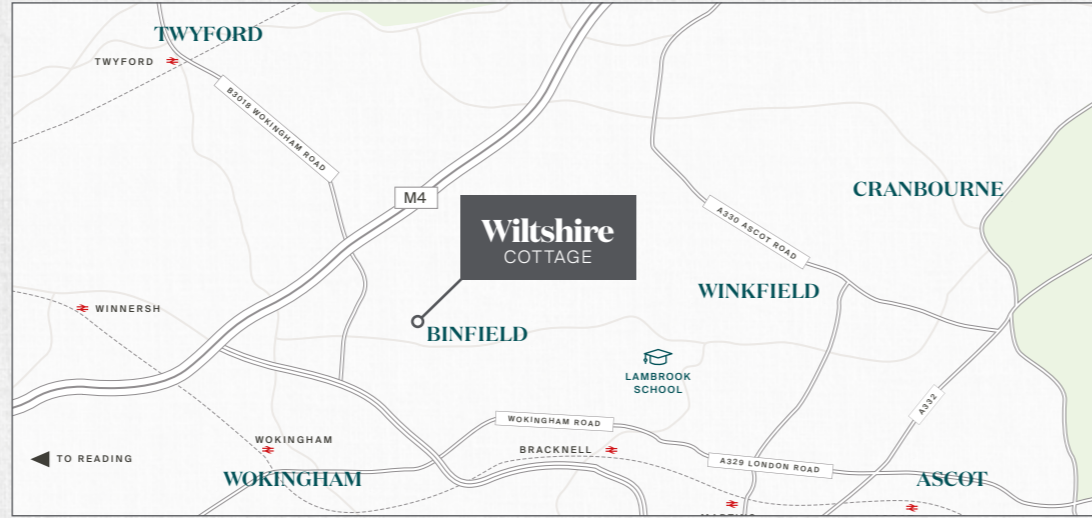 TWYFORD
TWYFORD
B3018 WOKINGHAM ROAD
M4
Wiltshire
COTTAGE
CRANBOURNE
A330 ASCOT ROAD
WINKFIELD
WINNERSH
BINFIELD
LAMBROOK
SCHOOL
A332
WOKINGHAM ROAD
WOKINGHAM
BRACKNELL
TO READING
A329 LONDON ROAD
WOKINGHAM
ASCOT